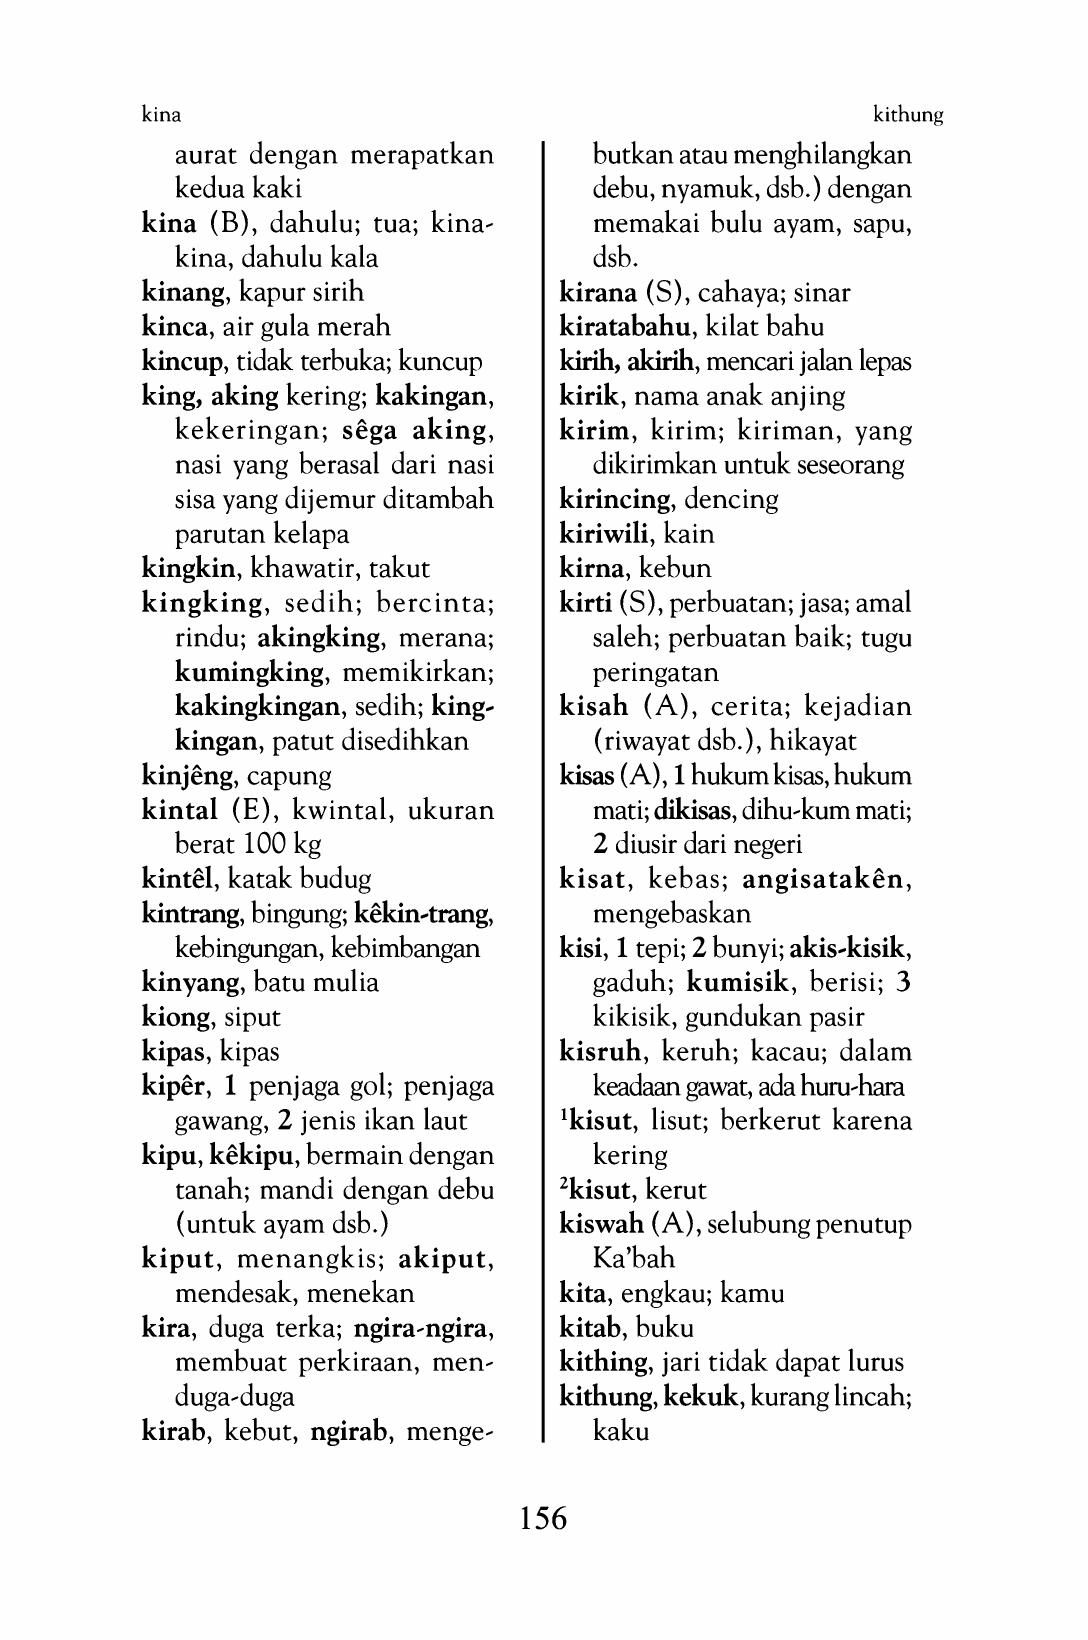 kina
kithung
aurat dengan merapatkan
kedua kaki
kina (B), dahulu; tua; kina-
kina, dahulu kala
kinang, kapur sirih
kinca, air gula merah
kincup, tidak terbuka; kuncup
king, aking kering; kakingan,
kekeringan; sêga aking,
nasi yang berasal dari nasi
sisa yang dijemur ditambah
parutan kelapa
kingkin, khawatir, takut
kingking, sedih; bercinta;
rindu; akingking, merana;
kumingking, memikirkan;
kakingkingan, sedih; king-
kingan, patut disedihkan
kinjêng, capung
kintal (E), kwintal, ukuran
berat 100 kg
kintêl, katak budug
kintrang, bingung; kêkin-trang,
kebingungan, kebimbangan
kinyang, batu mulia
kiong, siput
kipas, kipas
kipêr, 1 penjaga gol; penjaga
gawang, 2 jenis ikan laut
kipu, kêkipu, bermain dengan
tanah; mandi dengan debu
(untuk ayam dsb.)
kiput, menangkis; akiput,
mendesak, menekan
kira, duga terka; ngira-ngira,
membuat perkiraan, men-
duga-duga
kirab, kebut, ngirab, menge-
butkan atau menghilangkan
debu, nyamuk, dsb.) dengan
memakai bulu ayam, sapu,
dsb.
kirana (S), cahaya; sinar
kiratabahu, kilat bahu
kirih, akirih, mencari jalan lepas
kirik, nama anak anjing
kirim, kirim; kiriman, yang
dikirimkan untuk seseorang
kirincing, dencing
kiriwili, kain
kirna, kebun
kirti (S), perbuatan; jasa; amal
saleh; perbuatan baik; tugu
peringatan
kisah (A), cerita; kejadian
(riwayat dsb.), hikayat
kisas (A), 1 hukum kisas, hukum
mati; dikisas, dihu-kum mati;
2 diusir dari negeri
kisat, kebas; angisatakên,
mengebaskan
kisi, 1 tepi; 2 bunyi; akis-kisik,
gaduh; kumisik, berisi; 3
kikisik, gundukan pasir
kisruh, keruh; kacau; dalam
keadaan gawat, ada huru-hara
¹kisut, lisut; berkerut karena
kering
²kisut, kerut
kiswah (A), selubung penutup
Ka’bah
kita, engkau; kamu
kitab, buku
kithing, jari tidak dapat lurus
kithung, kekuk, kurang lincah;
kaku
156